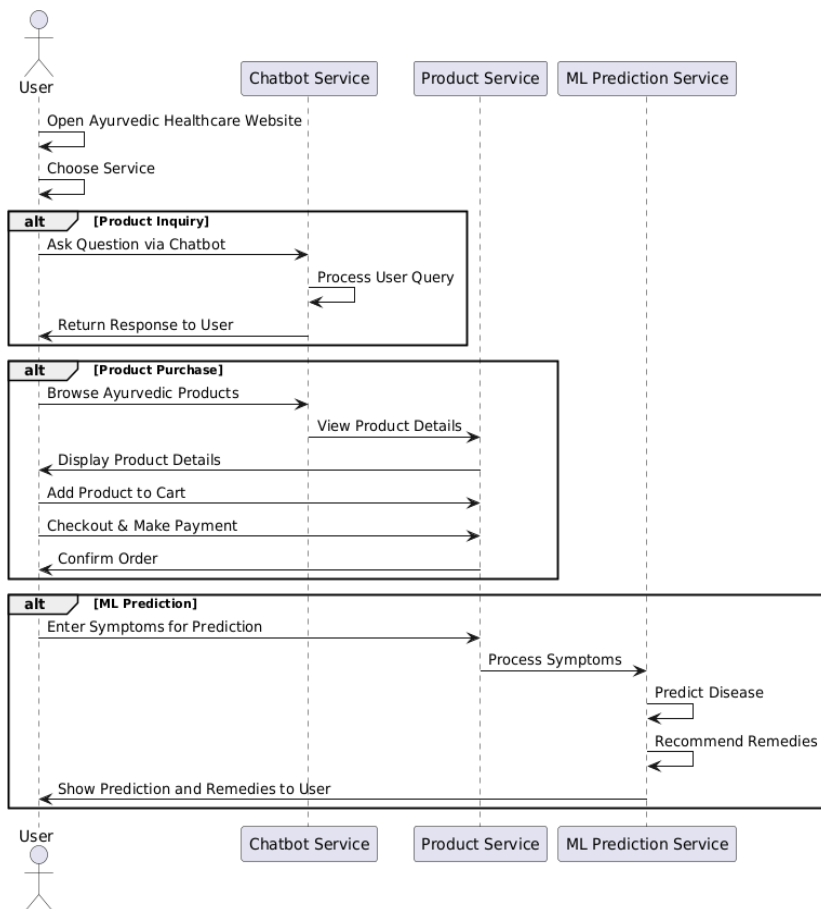 User
Chatbot Service
Product Service
ML Prediction Service
Open Ayurvedic Healthcare Website
Choose Service
alt [Product Inquiry]
Ask Question via Chatbot
Process User Query
Return Response to User
alt [Product Purchase]
Browse Ayurvedic Products
View Product Details
Display Product Details
Add Product to Cart
Checkout & Make Payment
Confirm Order
alt [ML Prediction]
Enter Symptoms for Prediction
Process Symptoms
Predict Disease
Recommend Remedies
Show Prediction and Remedies to User
User
Chatbot Service
Product Service
ML Prediction Service